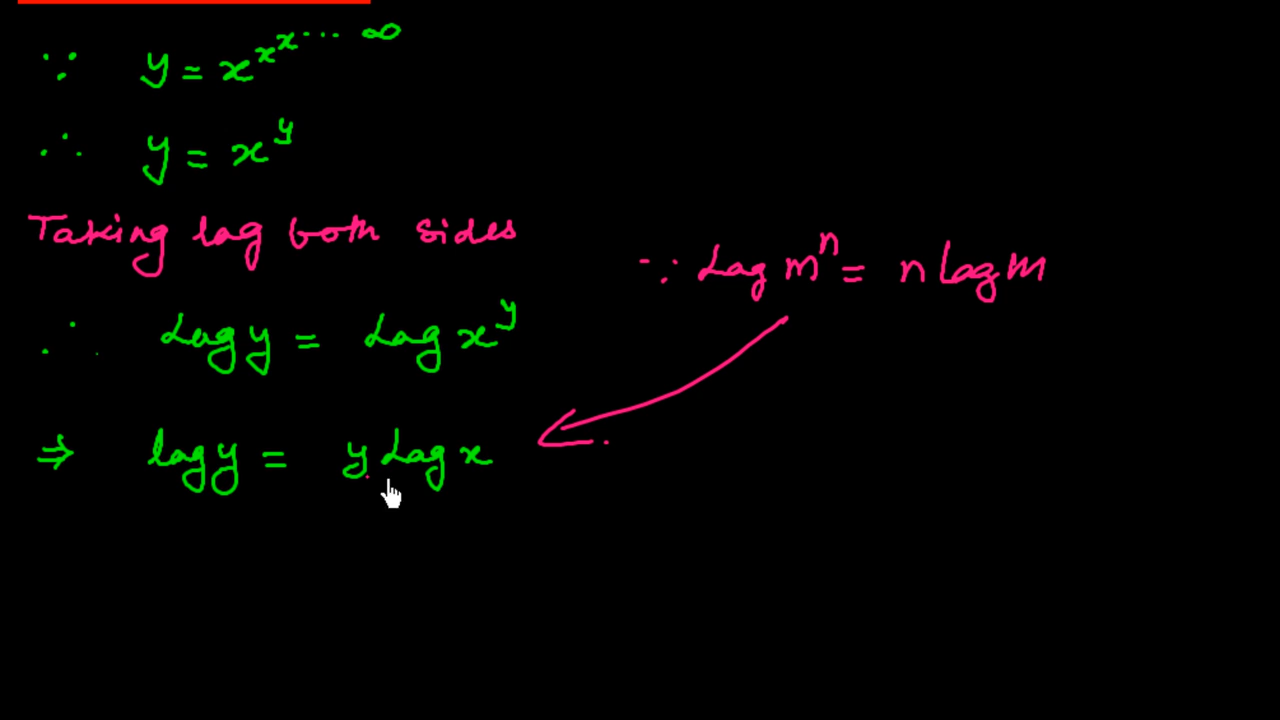 ∵ y = x^x^x^... ∞
∴ y = x^y
Taking log both sides
∵ Log m^n = n log m
∴ Log y = Log x^y
⇒ log y = y Log x